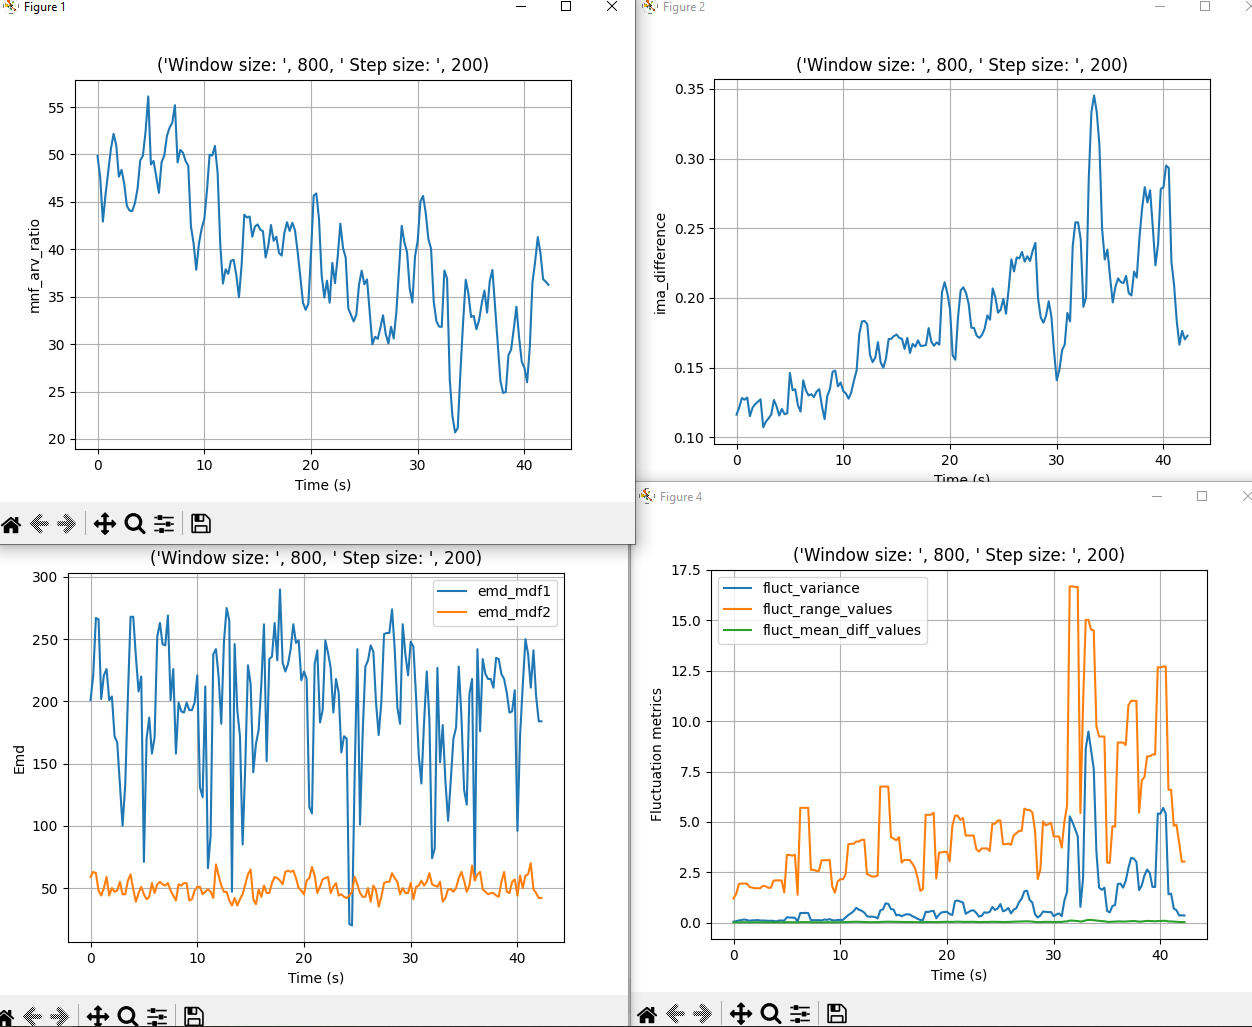 Figure 1
('Window size: ', 800, ' Step size: ', 200)
mnf_arv_ratio
55
50
45
40
35
30
25
20
0 10 20 30 40
Time (s)
Figure 2
('Window size: ', 800, ' Step size: ', 200)
ima_difference
0.35
0.30
0.25
0.20
0.15
0.10
0 10 20 30 40
Time (s)
('Window size: ', 800, ' Step size: ', 200)
emd_mdf1
emd_mdf2
Emd
300
250
200
150
100
50
0 10 20 30 40
Time (s)
Figure 4
('Window size: ', 800, ' Step size: ', 200)
fluct_variance
fluct_range_values
fluct_mean_diff_values
Fluctuation metrics
17.5
15.0
12.5
10.0
7.5
5.0
2.5
0.0
0 10 20 30 40
Time (s)